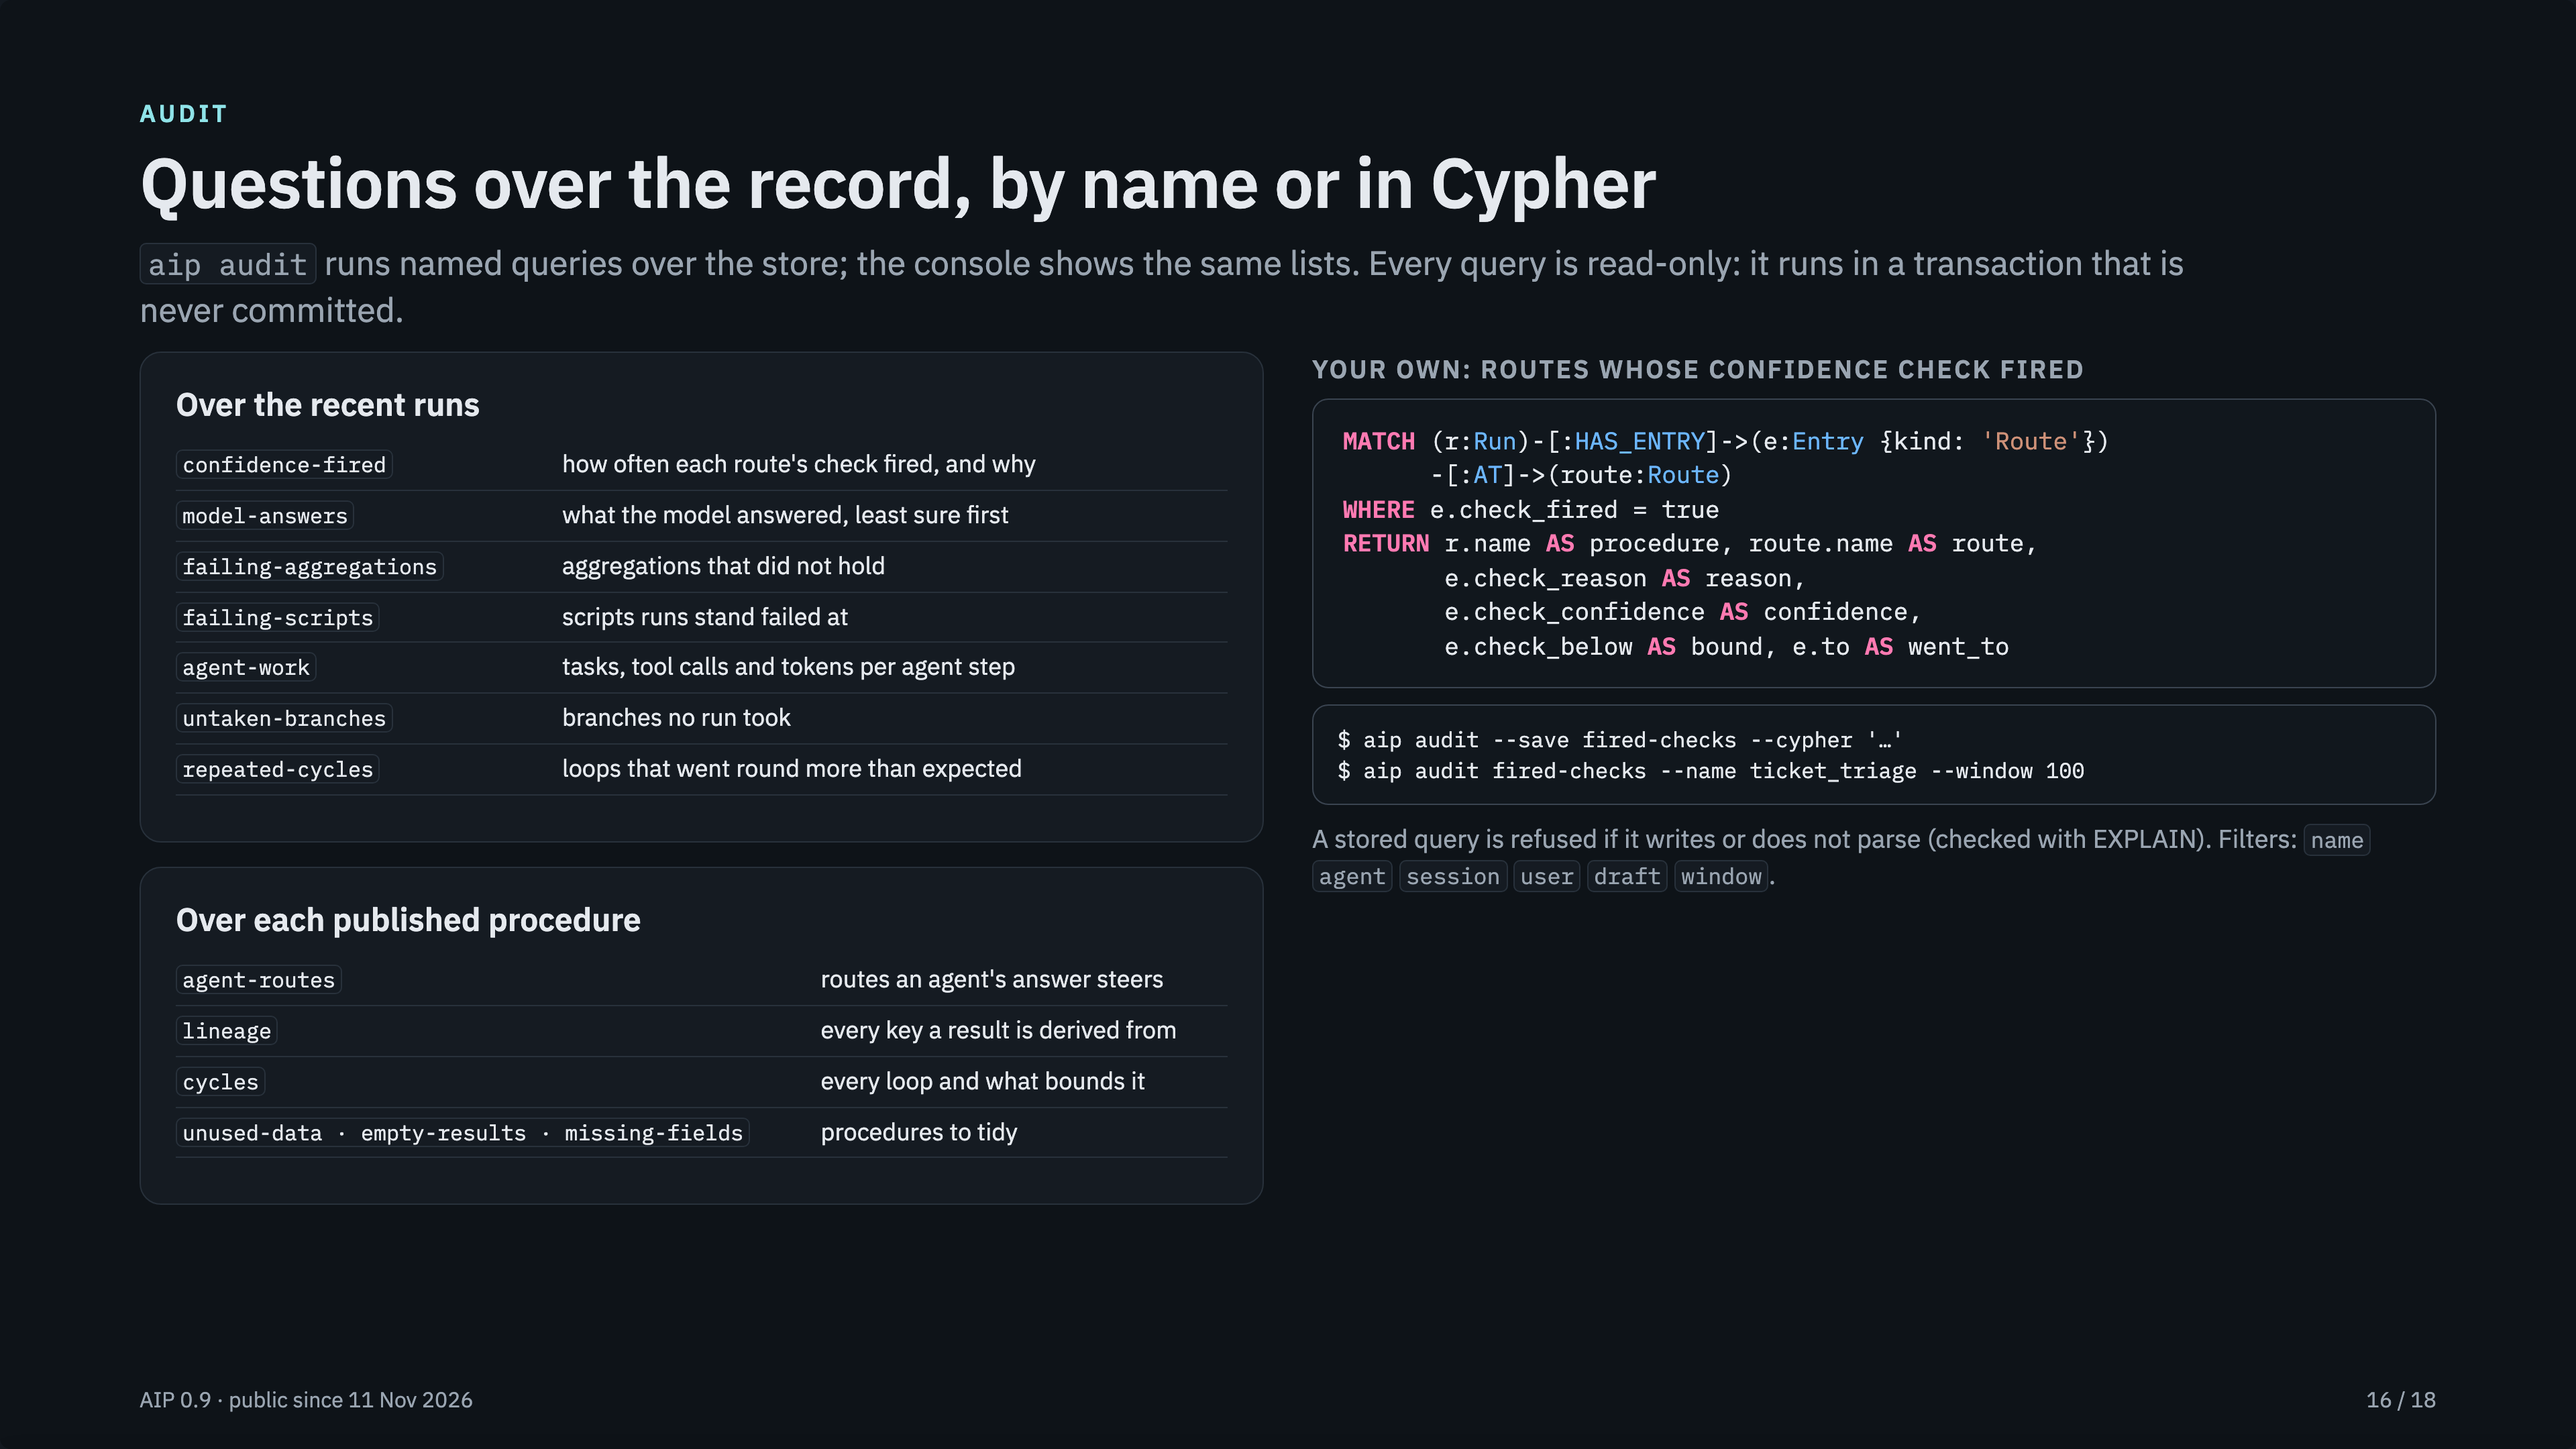 AUDIT
Questions over the record, by name or in Cypher
aip audit runs named queries over the store; the console shows the same lists. Every query is read-only: it runs in a transaction that is
never committed.
Over the recent runs
confidence-fired how often each route's check fired, and why
model-answers what the model answered, least sure first
failing-aggregations aggregations that did not hold
failing-scripts scripts runs stand failed at
agent-work tasks, tool calls and tokens per agent step
untaken-branches branches no run took
repeated-cycles loops that went round more than expected
Over each published procedure
agent-routes routes an agent's answer steers
lineage every key a result is derived from
cycles every loop and what bounds it
unused-data · empty-results · missing-fields procedures to tidy
YOUR OWN: ROUTES WHOSE CONFIDENCE CHECK FIRED
MATCH (r:Run)-[:HAS_ENTRY]->(e:Entry {kind: 'Route'})
-[:AT]->(route:Route)
WHERE e.check_fired = true
RETURN r.name AS procedure, route.name AS route,
e.check_reason AS reason,
e.check_confidence AS confidence,
e.check_below AS bound, e.to AS went_to
$ aip audit --save fired-checks --cypher '…'
$ aip audit fired-checks --name ticket_triage --window 100
A stored query is refused if it writes or does not parse (checked with EXPLAIN). Filters: name
agent session user draft window.
AIP 0.9 · public since 11 Nov 2026
16 / 18